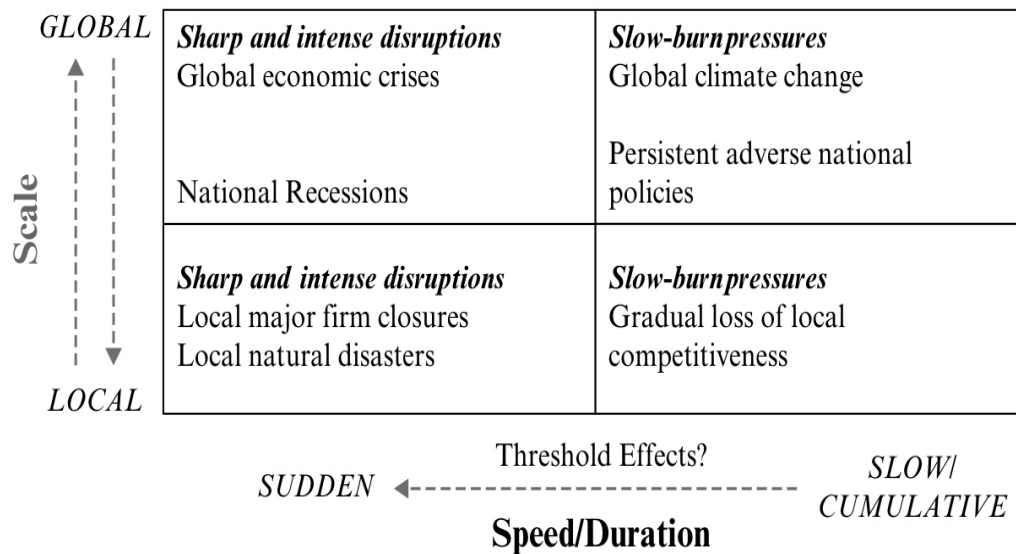 GLOBAL
Sharp and intense disruptions
Global economic crises
National Recessions
Slow-burn pressures
Global climate change
Persistent adverse national
policies
Scale
Sharp and intense disruptions
Local major firm closures
Local natural disasters
Slow-burn pressures
Gradual loss of local
competitiveness
LOCAL
Threshold Effects?
SUDDEN
SLOW/
CUMULATIVE
Speed/Duration